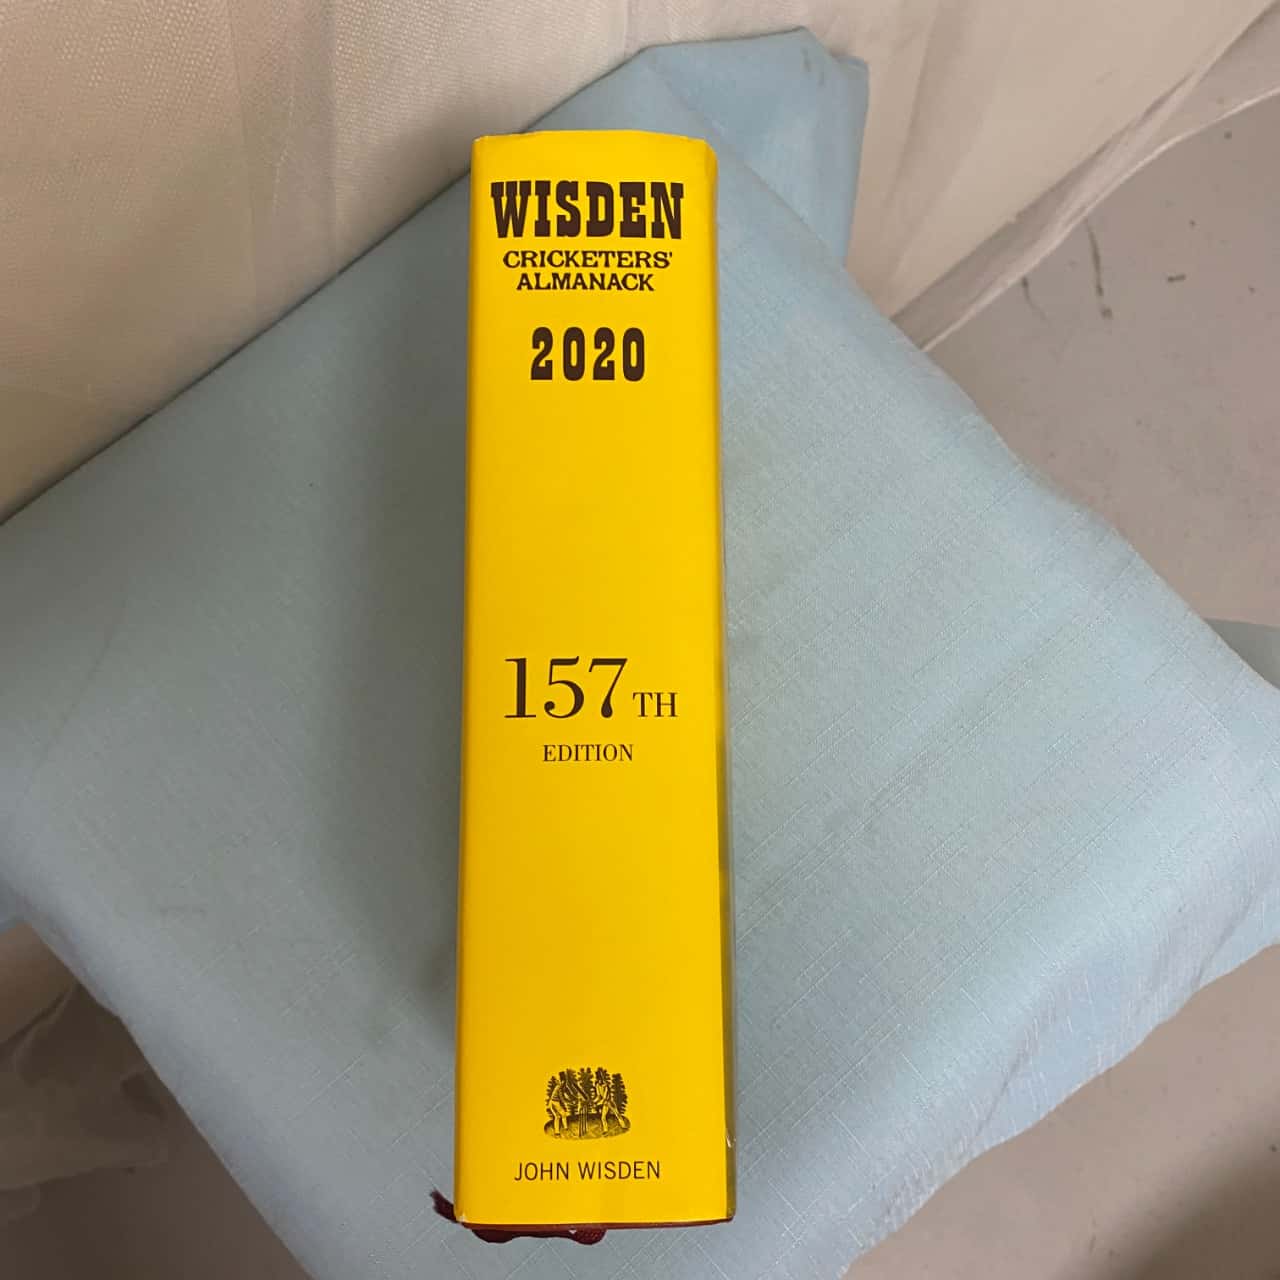 WISDEN
CRICKETERS'
ALMANACK
2020
157TH
EDITION
JOHN WISDEN